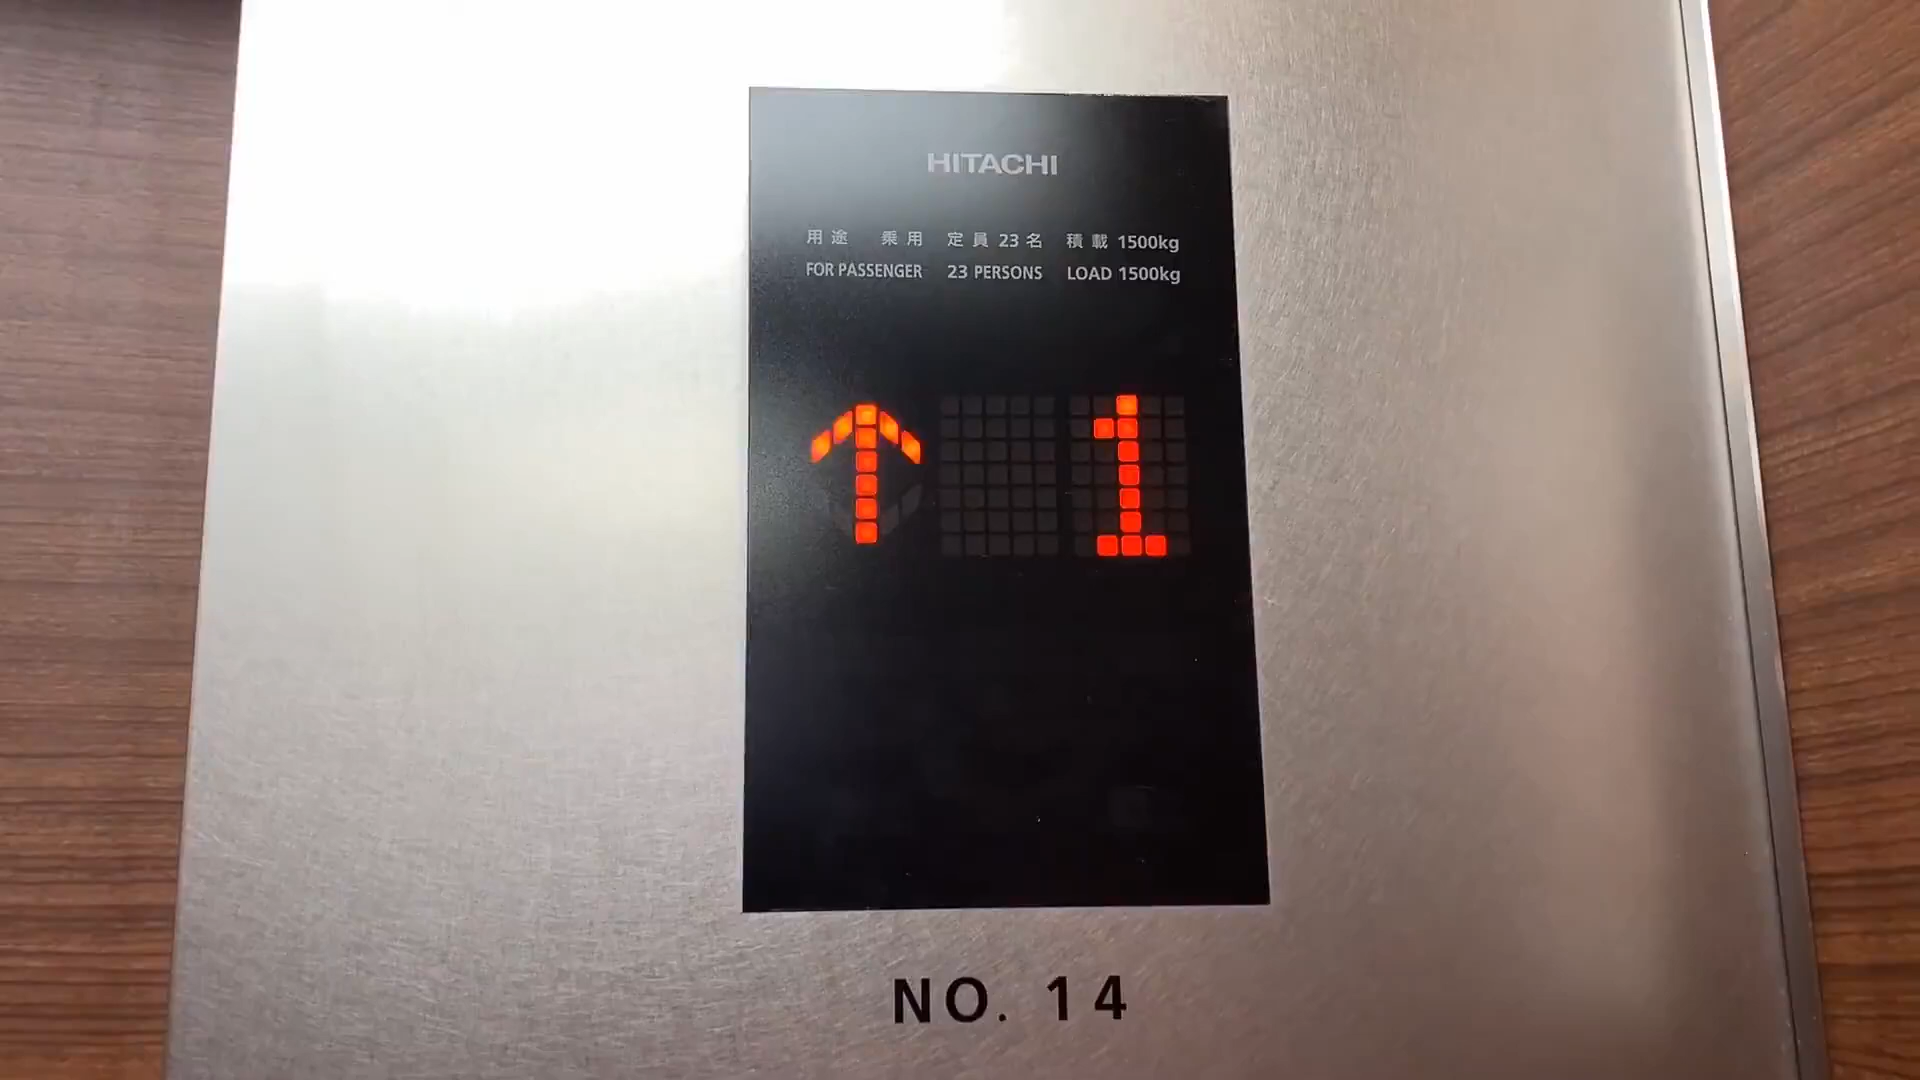 HITACHI
用途 乗用 定員 23 名 積載 1500kg
FOR PASSENGER 23 PERSONS LOAD 1500kg
↑ 1
NO. 14